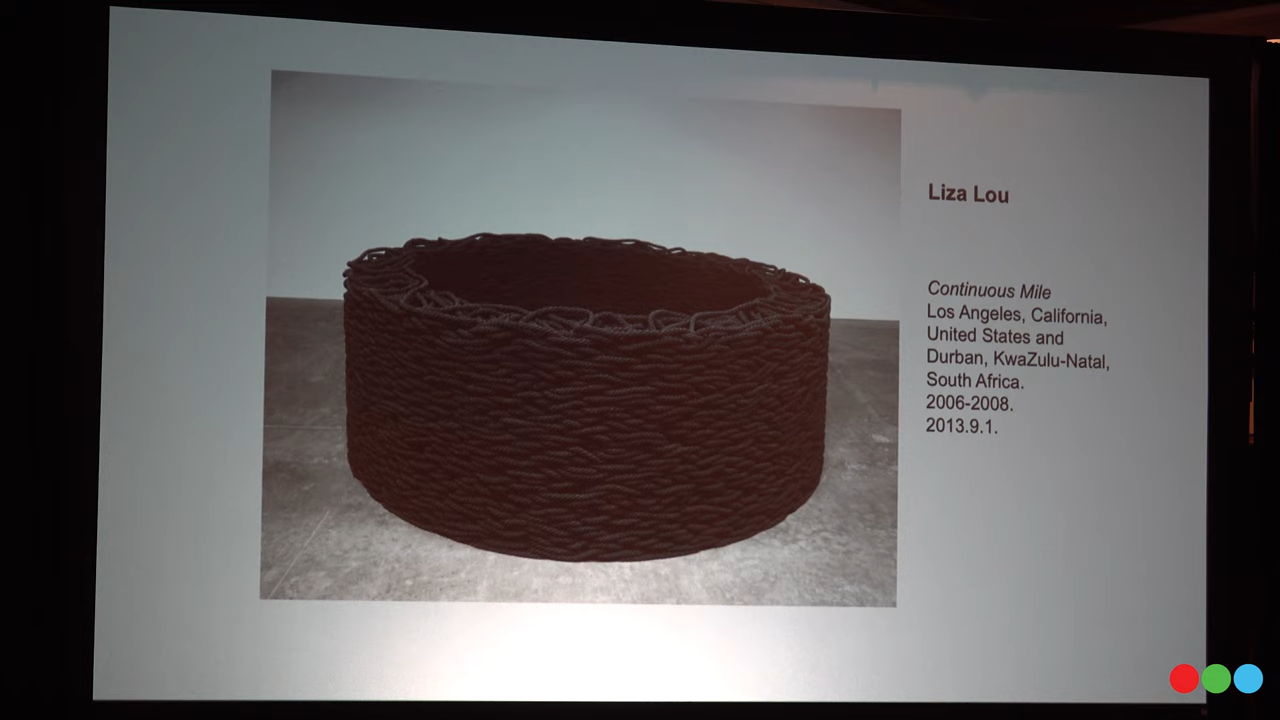 Liza Lou
Continuous Mile
Los Angeles, California,
United States and
Durban, KwaZulu-Natal,
South Africa.
2006-2008.
2013.9.1.